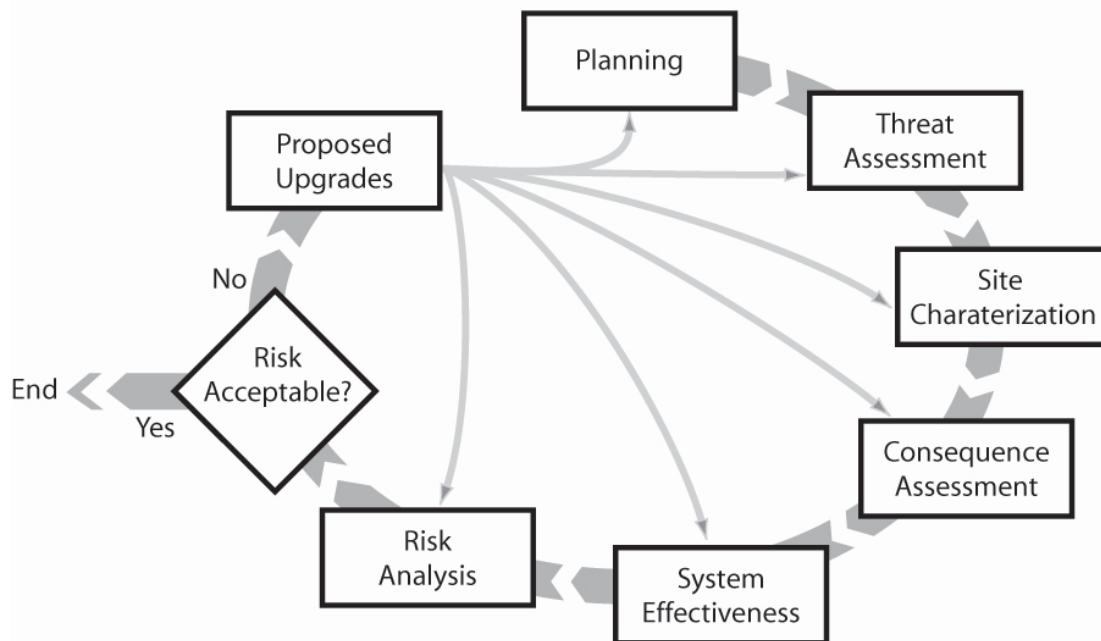 Planning
Threat
Assessment
Site
Charaterization
Consequence
Assessment
System
Effectiveness
Risk
Analysis
Risk
Acceptable?
Yes
End
No
Proposed
Upgrades